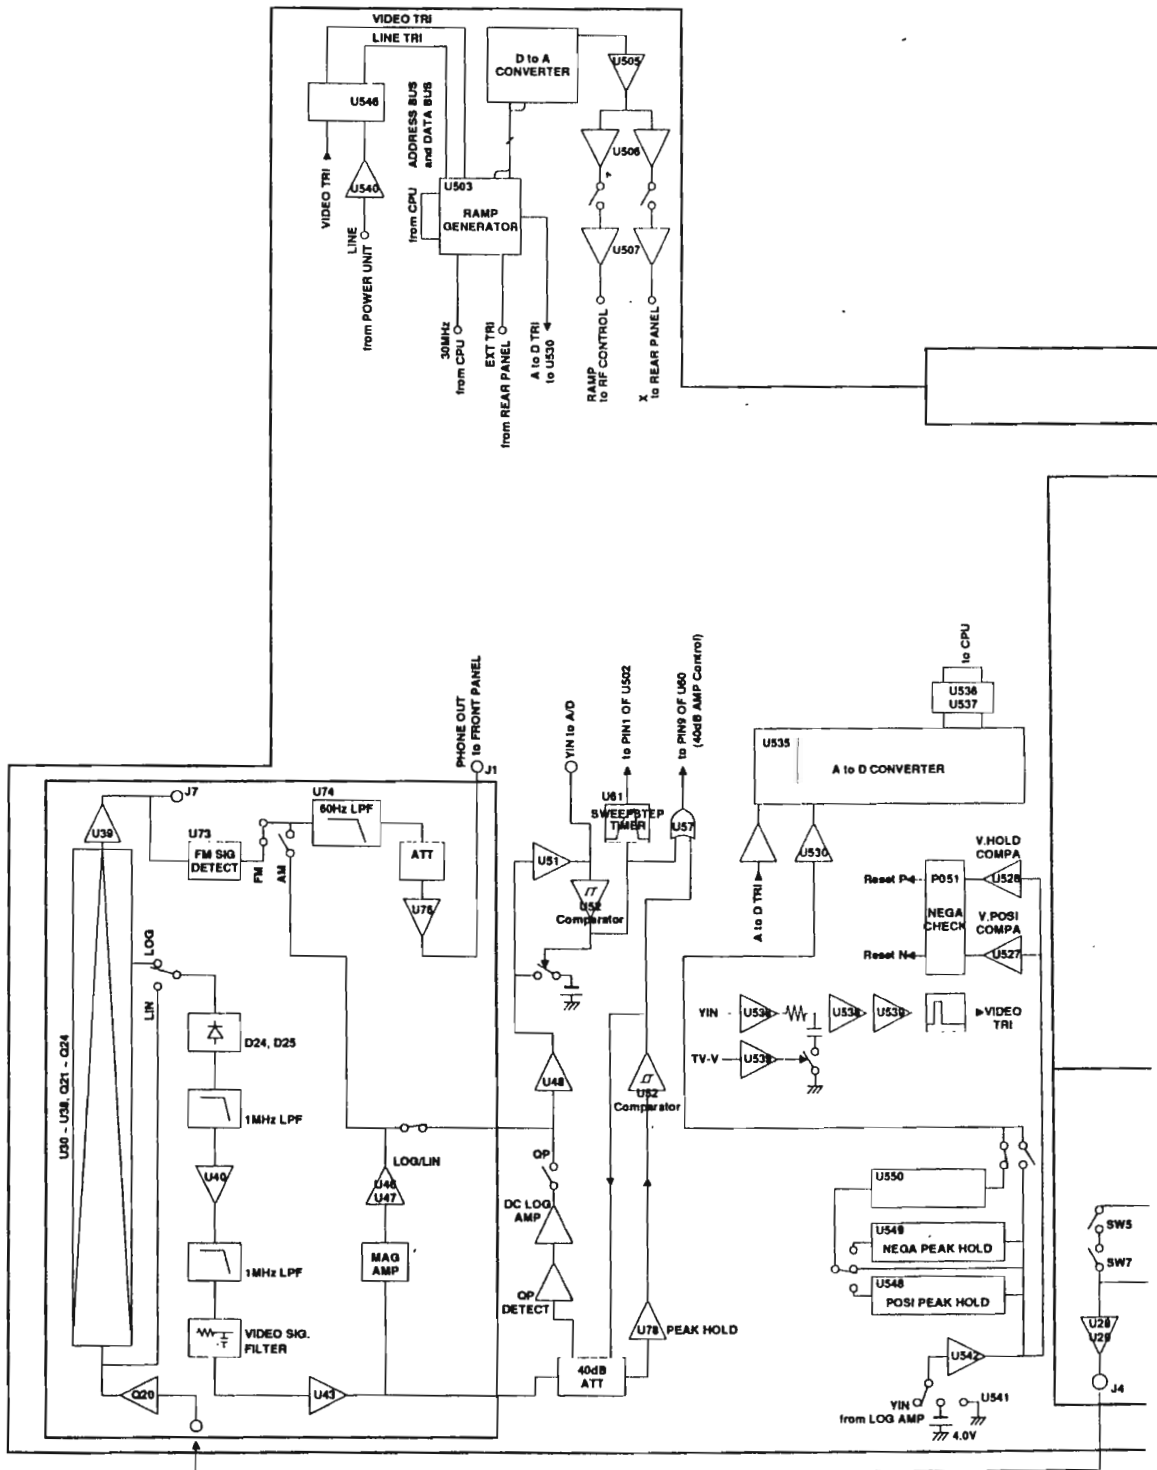 VIDEO TRI
LINE TRI
U546
VIDEO TRI
U540
LINE
from POWER UNIT
ADDRESS BUS
and DATA BUS
from CPU
U503
RAMP
GENERATOR
30MHz
from CPU
EXT TRI
from REAR PANEL
A to D TRI
to U530
D to A
CONVERTER
U505
U506
U507
RAMP
to RF CONTROL
X
to REAR PANEL
U30 ~ U38, Q21 ~ Q24
U39
J7
U73
FM SIG
DETECT
FM
AM
U74
60Hz LPF
ATT
U76
PHONE OUT
to FRONT PANEL
J1
LOG
LIN
D24, D25
1MHz LPF
U40
1MHz LPF
VIDEO SIG.
FILTER
Q20
U43
MAG
AMP
U46
U47
LOG/LIN
YIN to A/D
U51
U52
Comparator
U61
SWEEPSTEP
TIMER
to PIN1 OF U502
U57
to PIN9 OF U60
(40dB AMP Control)
U48
QP
DC LOG
AMP
QP
DETECT
40dB
ATT
U78
PEAK HOLD
U52
Comparator
to CPU
U536
U537
U535
A to D CONVERTER
U530
A to D TRI
V.HOLD
COMPA
Reset P
P051
U526
NEGA
CHECK
V.POSI
COMPA
Reset N
U527
YIN
U538
U539
VIDEO
TRI
TV-V
U550
U549
NEGA PEAK HOLD
U548
POSI PEAK HOLD
U542
YIN
from LOG AMP
U541
4.0V
SW5
SW7
U28
U29
J4